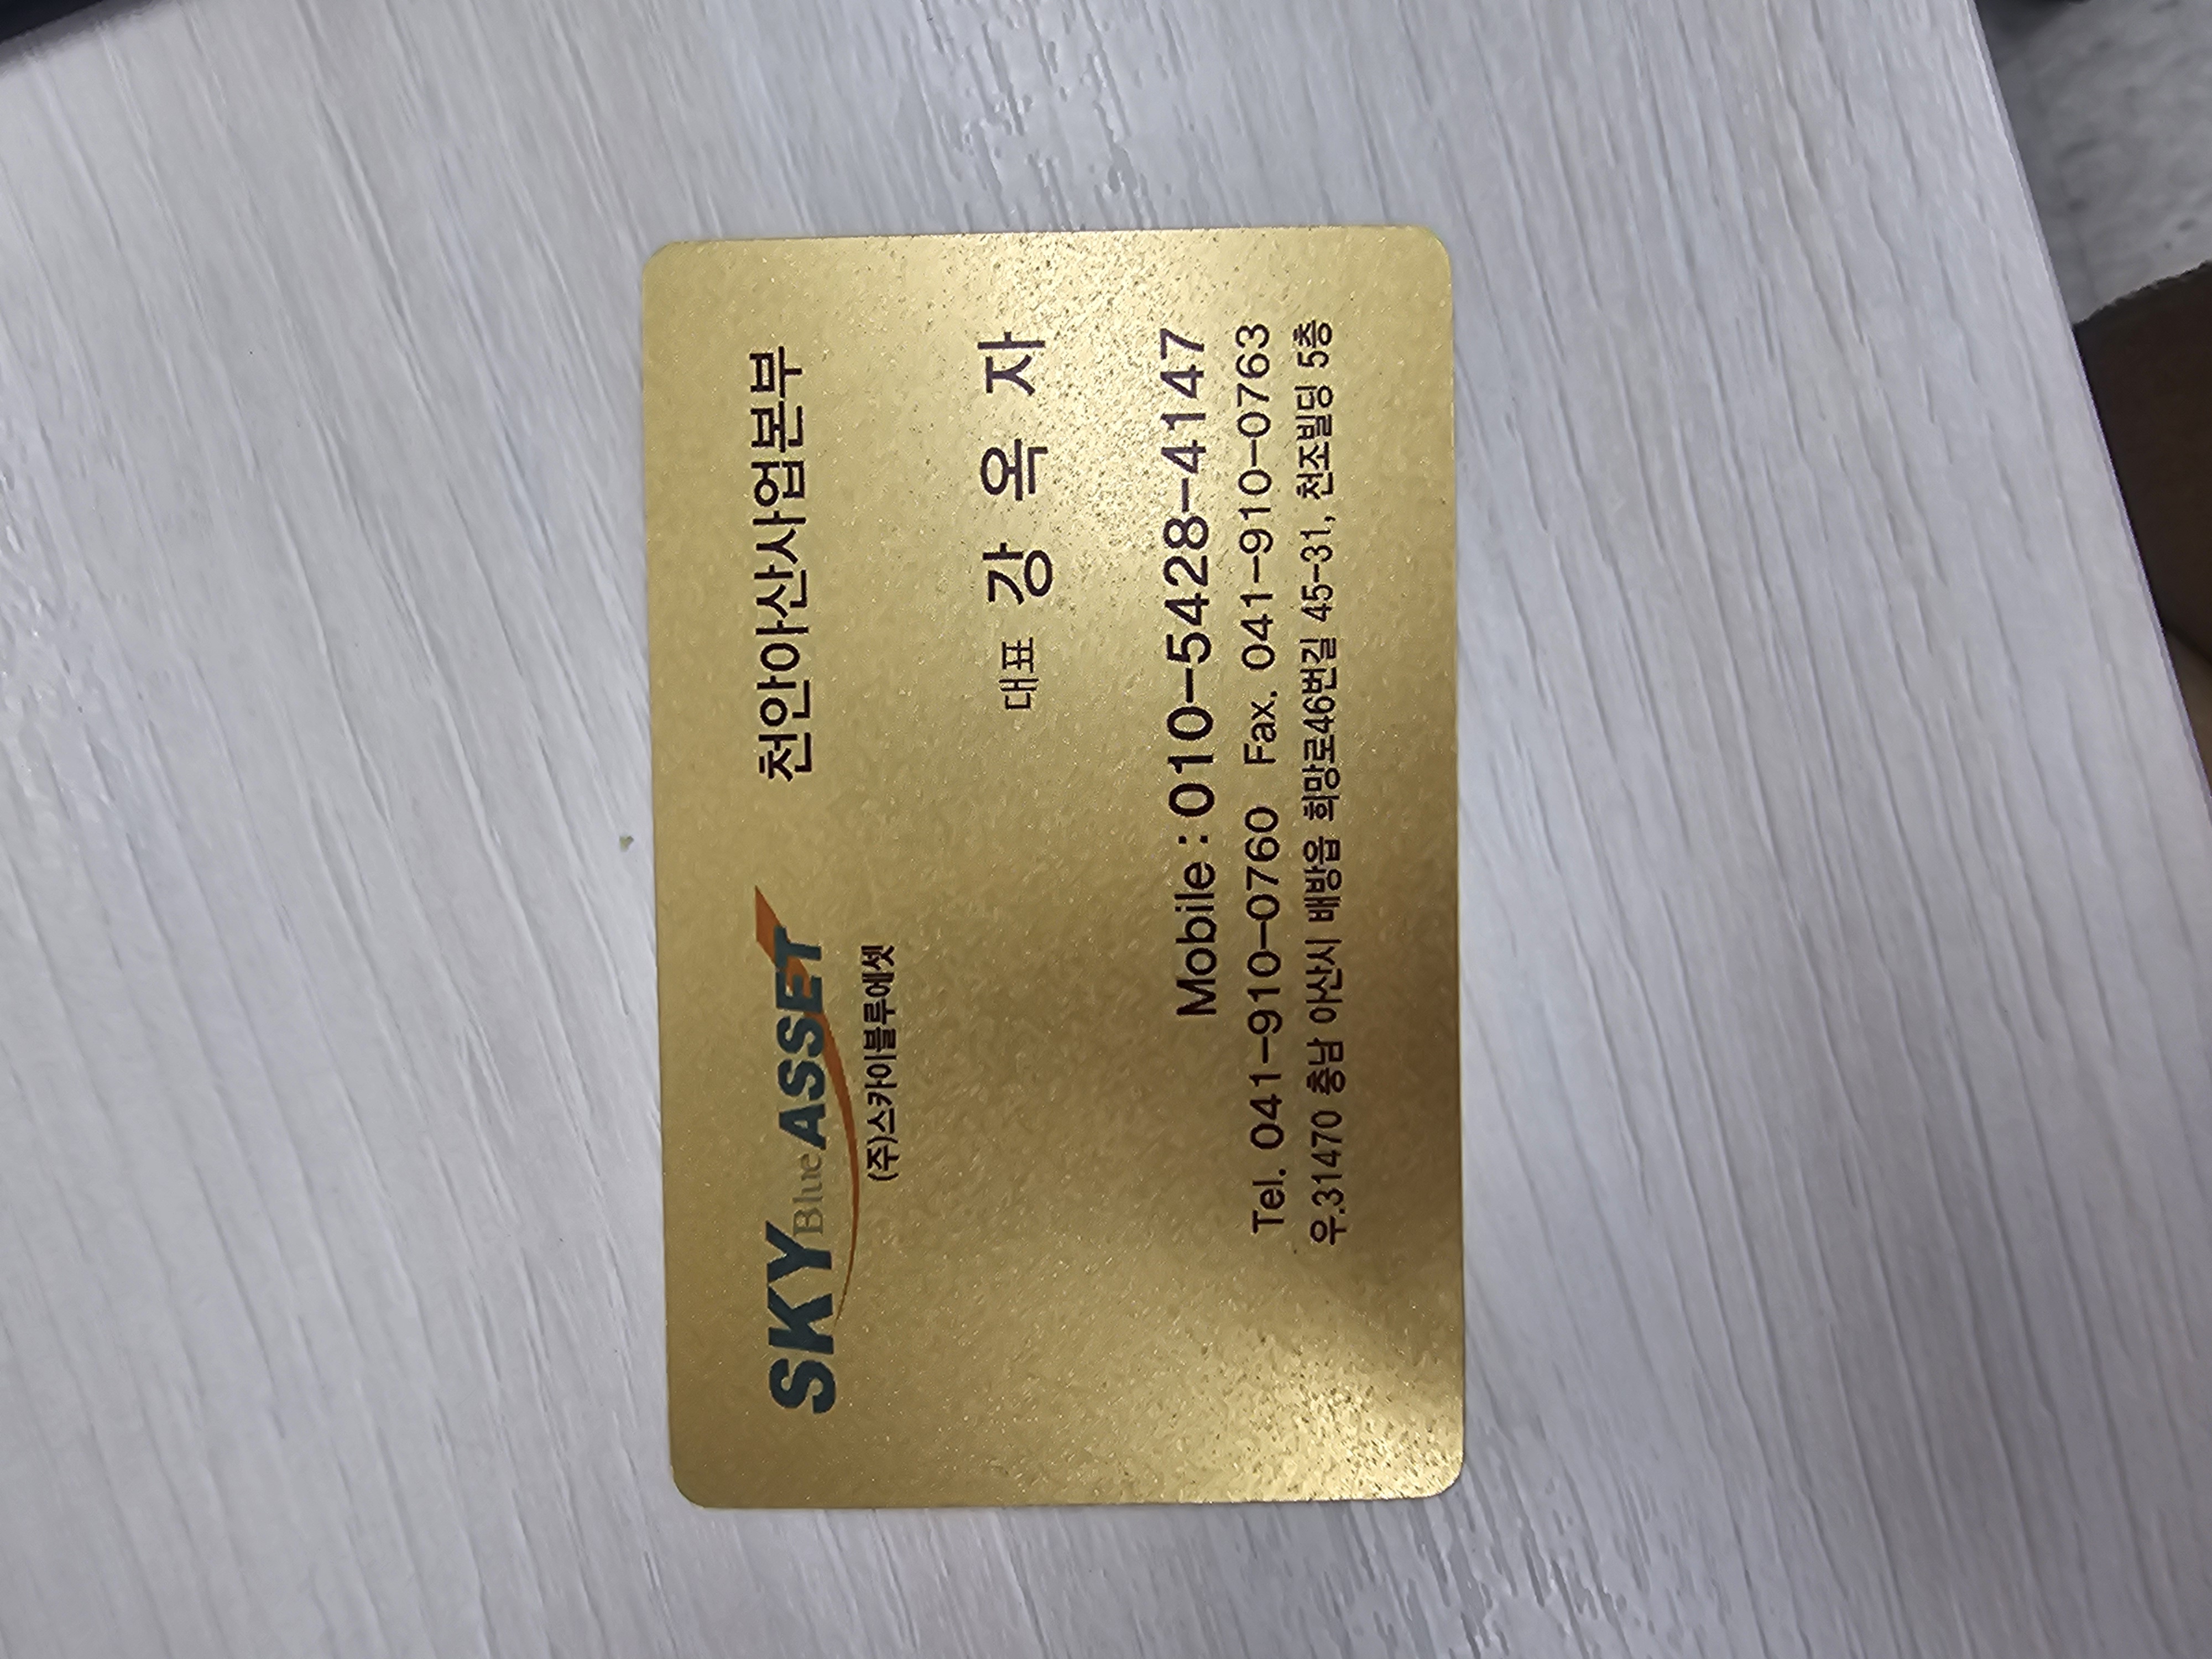 SKY Blue ASSET 천안아산사업본부
(주)스카이블루에셋
대표 강 옥 자
Mobile : 010-5428-4147
Tel. 041-910-0760 Fax. 041-910-0763
우.31470 충남 아산시 배방읍 희망로46번길 45-31, 천조빌딩 5층